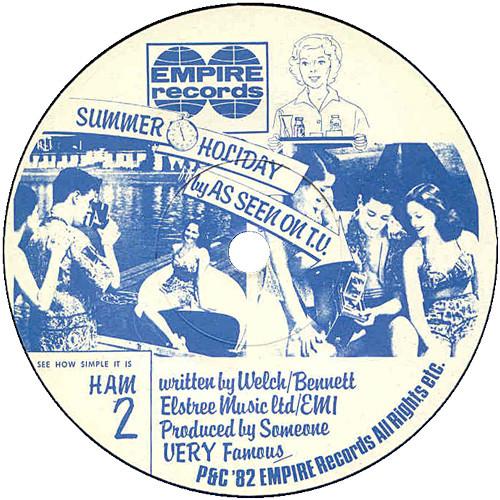 EMPIRE
records
SUMMER HOLIDAY
by AS SEEN ON T.V.
SEE HOW SIMPLE IT IS
HAM
2
written by Welch/Bennett
Elstree Music ltd/EMI
Produced by Someone
VERY Famous
P&C '82 EMPIRE Records All Rights etc.